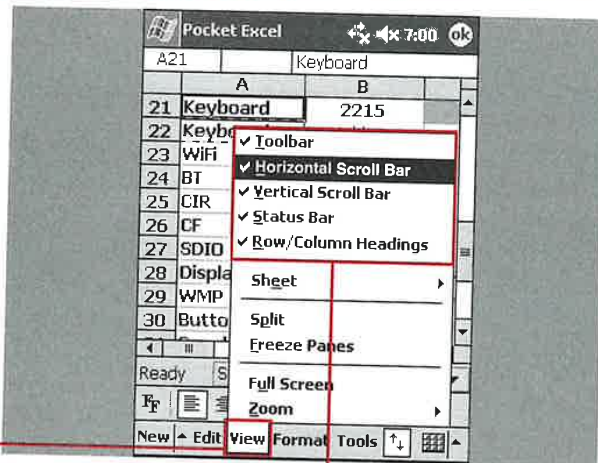 Pocket Excel 7:00 ok
A21 Keyboard
A B
21 Keyboard 2215
22 Keybo
23 WiFi
24 BT
25 CIR
26 CF
27 SDIO
28 Displa
29 WMP
30 Butto
✓ Toolbar
✓ Horizontal Scroll Bar
✓ Vertical Scroll Bar
✓ Status Bar
✓ Row/Column Headings
Sheet
Split
Freeze Panes
Full Screen
Zoom
Ready S
FF
New Edit View Format Tools